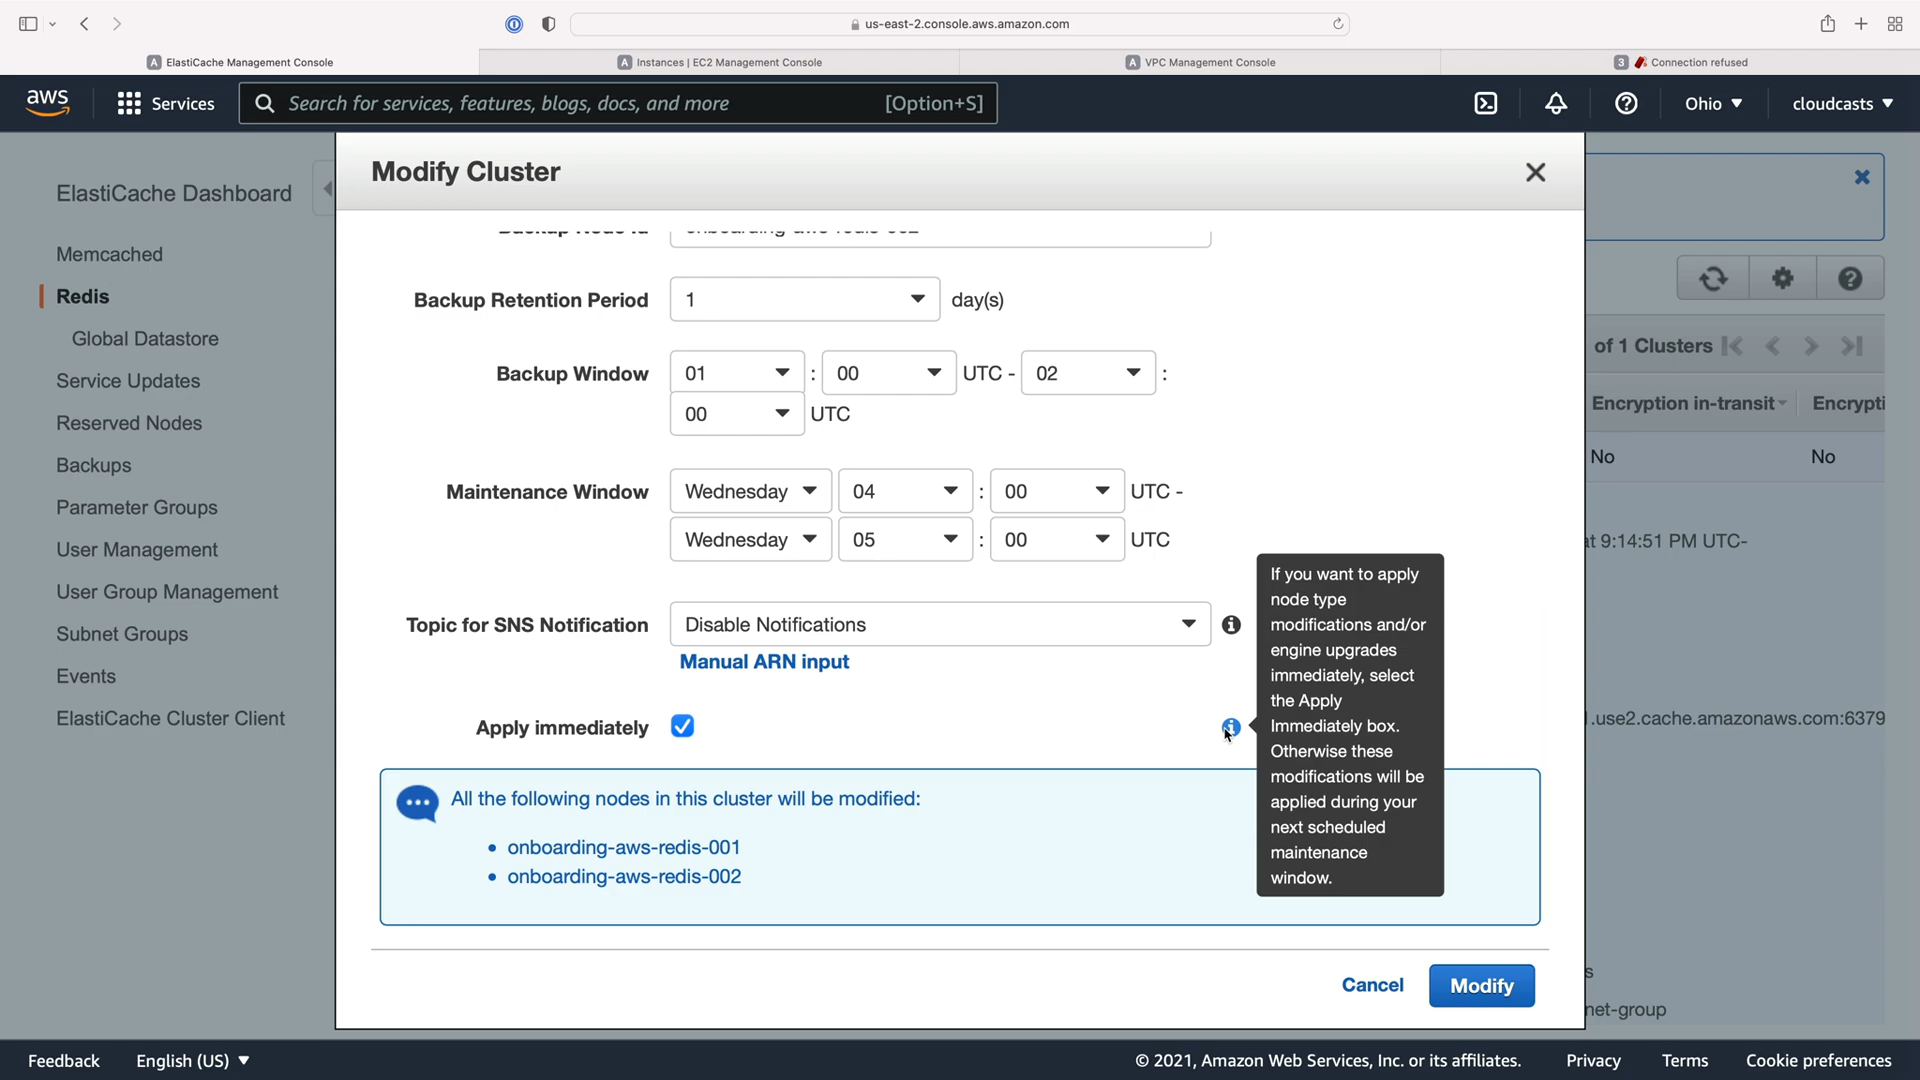 us-east-2.console.aws.amazon.com
A ElastiCache Management Console
A Instances | EC2 Management Console
A VPC Management Console
3 Connection refused
aws
Services
Search for services, features, blogs, docs, and more [Option+S]
Ohio
cloudcasts
ElastiCache Dashboard
Memcached
Redis
Global Datastore
Service Updates
Reserved Nodes
Backups
Parameter Groups
User Management
User Group Management
Subnet Groups
Events
ElastiCache Cluster Client
Modify Cluster
Backup Node Id onboarding-aws-redis-002
Backup Retention Period 1 day(s)
Backup Window 01 : 00 UTC - 02 :
00 UTC
Maintenance Window Wednesday 04 : 00 UTC -
Wednesday 05 : 00 UTC
Topic for SNS Notification Disable Notifications
Manual ARN input
Apply immediately
If you want to apply
node type
modifications and/or
engine upgrades
immediately, select
the Apply
Immediately box.
Otherwise these
modifications will be
applied during your
next scheduled
maintenance
window.
All the following nodes in this cluster will be modified:
• onboarding-aws-redis-001
• onboarding-aws-redis-002
Cancel
Modify
of 1 Clusters
Encryption in-transit
Encrypti
No
No
at 9:14:51 PM UTC-
.use2.cache.amazonaws.com:6379
s
net-group
Feedback
English (US)
© 2021, Amazon Web Services, Inc. or its affiliates.
Privacy
Terms
Cookie preferences